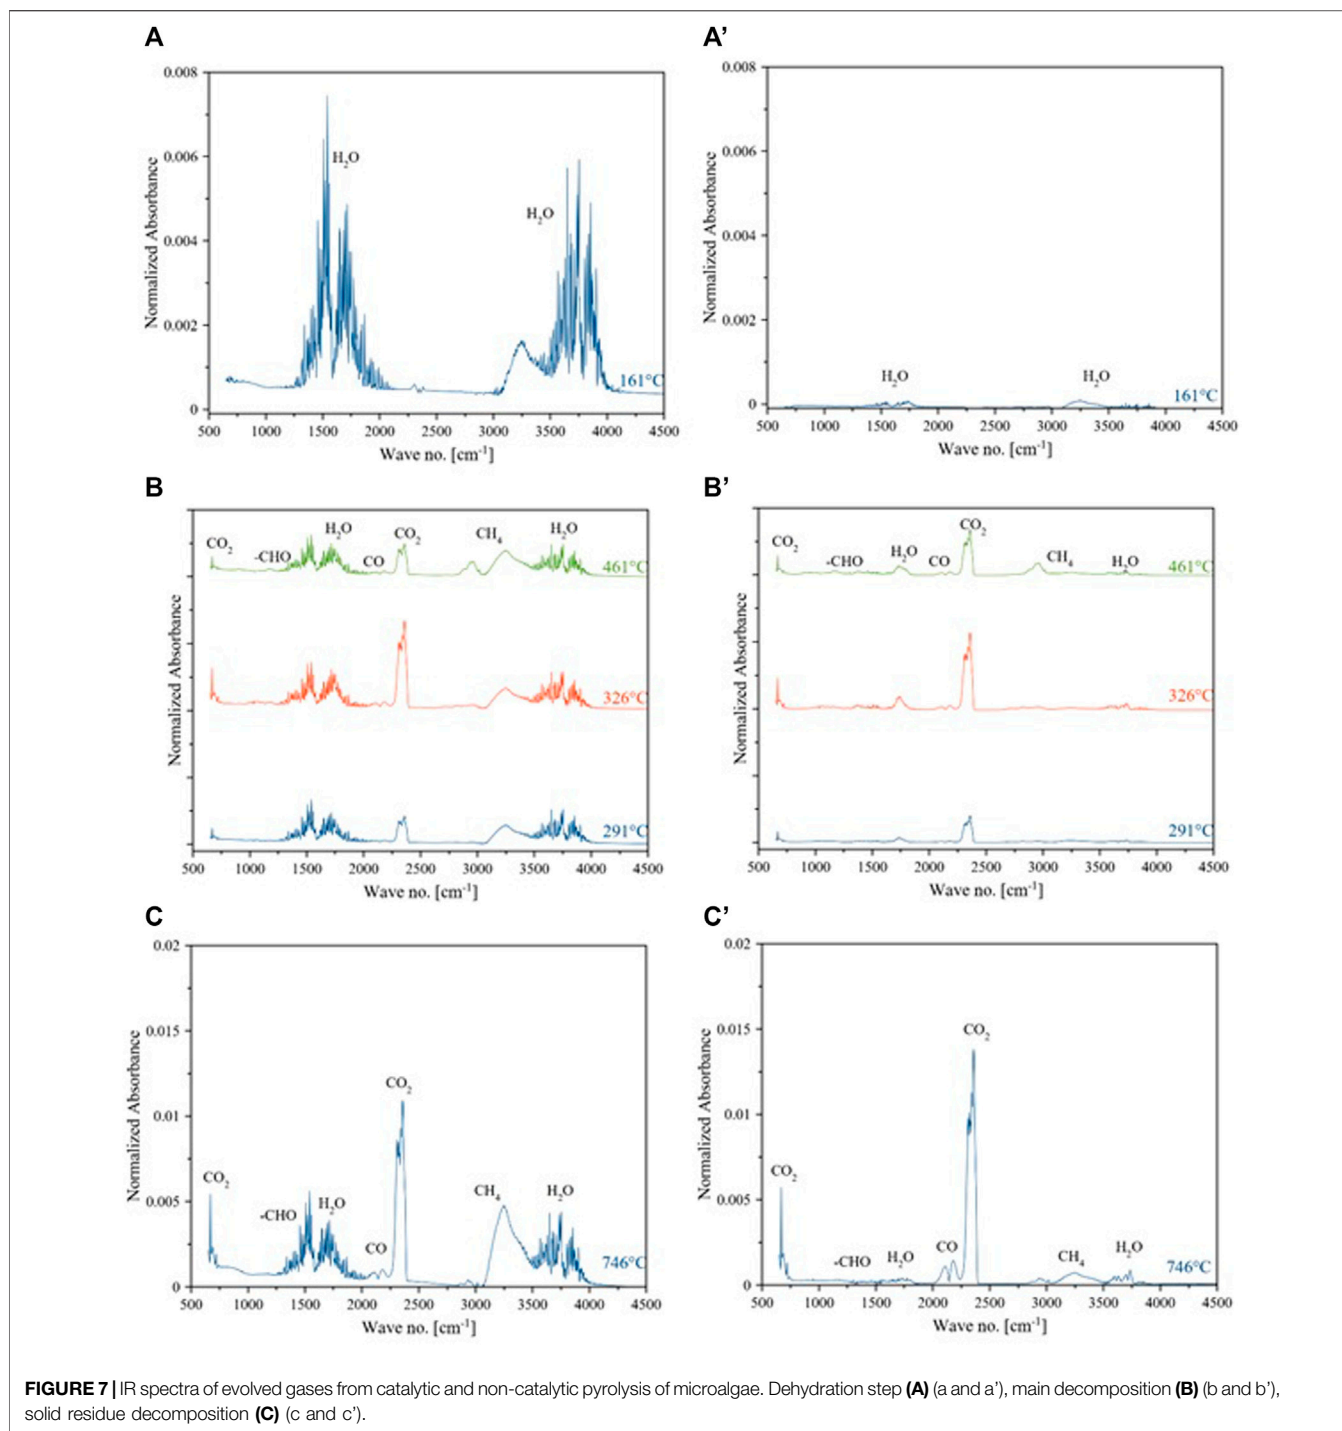 A
A'
0.008
0.006
0.004
0.002
0
Normalized Absorbance
H2O
H2O
161°C
500 1000 1500 2000 2500 3000 3500 4000 4500
Wave no. [cm-1]
0.008
0.006
0.004
0.002
0
Normalized Absorbance
H2O
H2O
161°C
500 1000 1500 2000 2500 3000 3500 4000 4500
Wave no. [cm-1]
B
B'
Normalized Absorbance
CO2
-CHO
H2O
CO
CO2
CH4
H2O
461°C
326°C
291°C
500 1000 1500 2000 2500 3000 3500 4000 4500
Wave no. [cm-1]
Normalized Absorbance
CO2
-CHO
H2O
CO
CO2
CH4
H2O
461°C
326°C
291°C
500 1000 1500 2000 2500 3000 3500 4000 4500
Wave no. [cm-1]
C
C'
0.02
0.015
0.01
0.005
0
Normalized Absorbance
CO2
-CHO
H2O
CO
CO2
CH4
H2O
746°C
500 1000 1500 2000 2500 3000 3500 4000 4500
Wave no. [cm-1]
0.02
0.015
0.01
0.005
0
Normalized Absorbance
CO2
-CHO
H2O
CO
CO2
CH4
H2O
746°C
500 1000 1500 2000 2500 3000 3500 4000 4500
Wave no. [cm-1]
FIGURE 7 | IR spectra of evolved gases from catalytic and non-catalytic pyrolysis of microalgae. Dehydration step (A) (a and a'), main decomposition (B) (b and b'),
solid residue decomposition (C) (c and c').